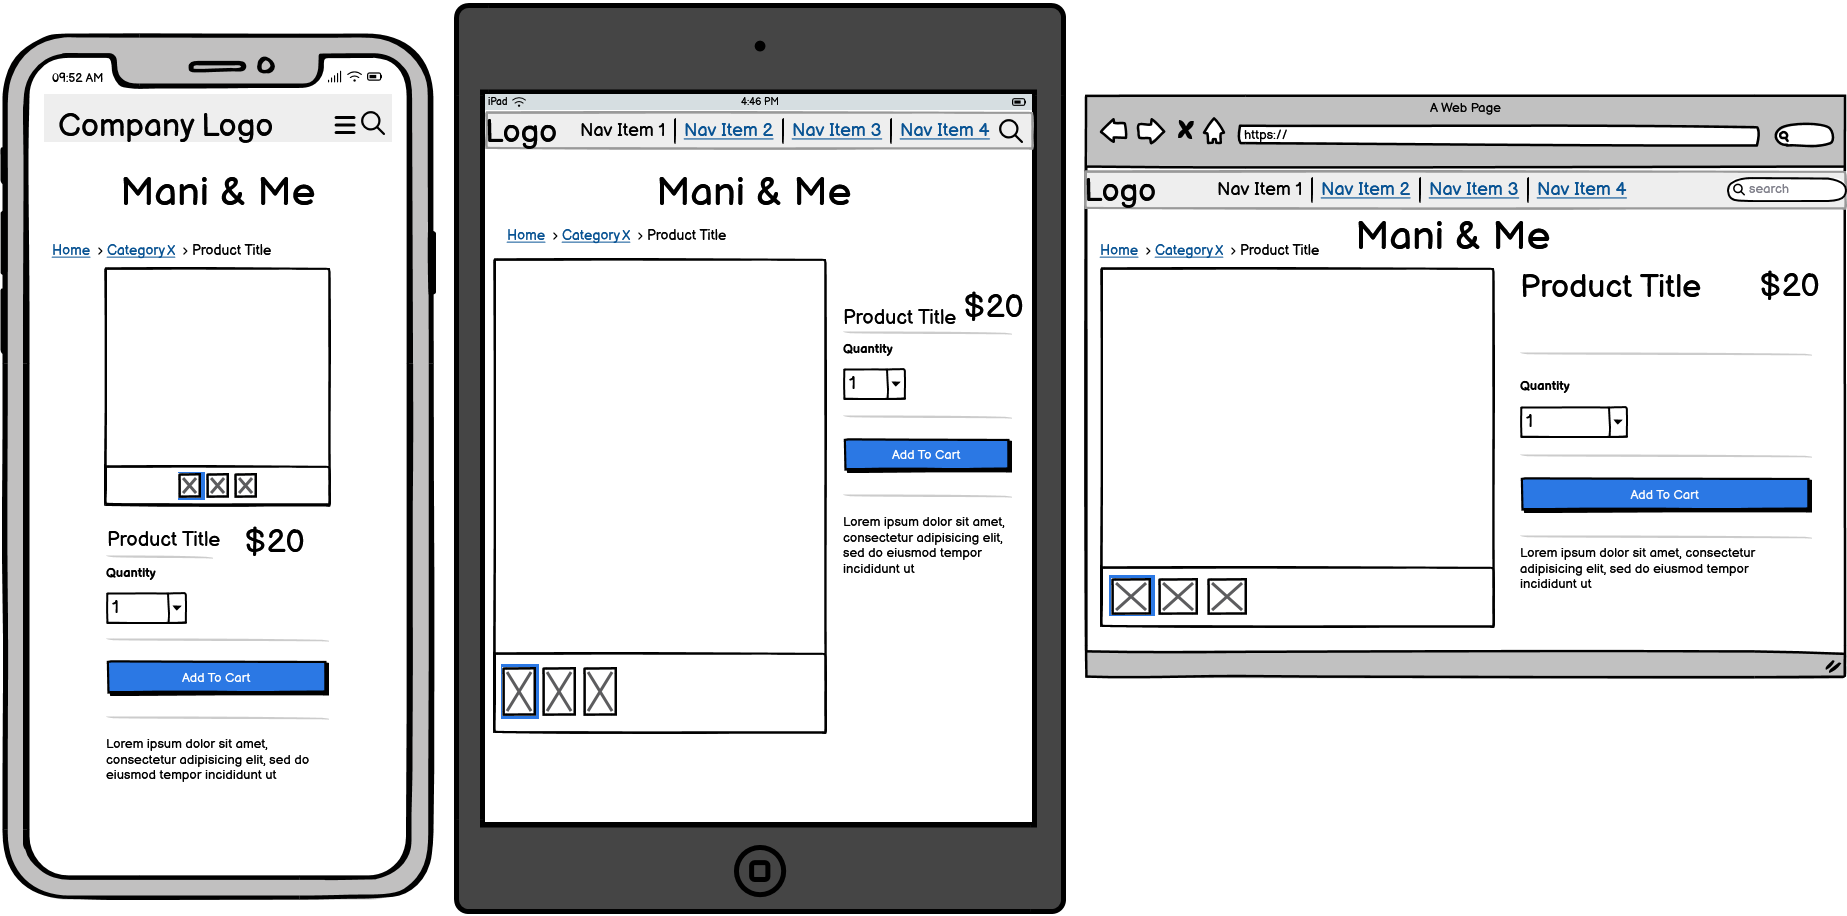 09:52 AM
Company Logo
Mani & Me
Home > Category X > Product Title
Product Title $20
Quantity
1
Add To Cart
Lorem ipsum dolor sit amet,
consectetur adipisicing elit, sed do
eiusmod tempor incididunt ut
iPad 4:46 PM
Logo Nav Item 1 | Nav Item 2 | Nav Item 3 | Nav Item 4
Mani & Me
Home > Category X > Product Title
Product Title $20
Quantity
1
Add To Cart
Lorem ipsum dolor sit amet,
consectetur adipisicing elit,
sed do eiusmod tempor
incididunt ut
A Web Page
https://
Logo Nav Item 1 | Nav Item 2 | Nav Item 3 | Nav Item 4 search
Mani & Me
Home > Category X > Product Title
Product Title $20
Quantity
1
Add To Cart
Lorem ipsum dolor sit amet, consectetur
adipisicing elit, sed do eiusmod tempor
incididunt ut